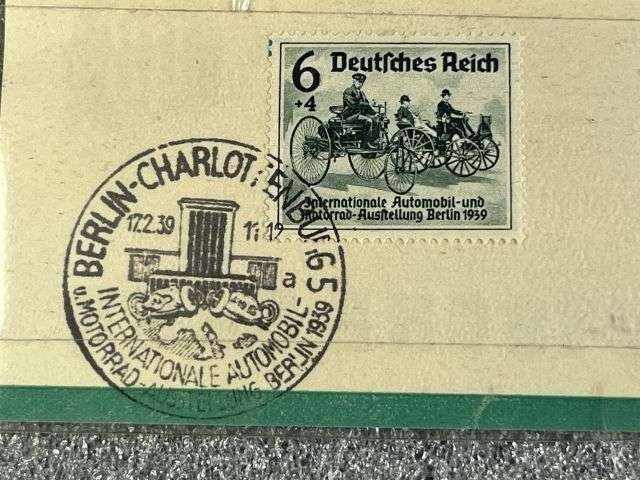 6
+4
Deutsches Reich
Internationale Automobil-und
Motorrad-Ausstellung Berlin 1939
BERLIN-CHARLOTTENBURG 5
17.2.39
a
INTERNATIONALE AUTOMOBIL-
u. MOTORRAD-AUSSTELLUNG BERLIN 1939